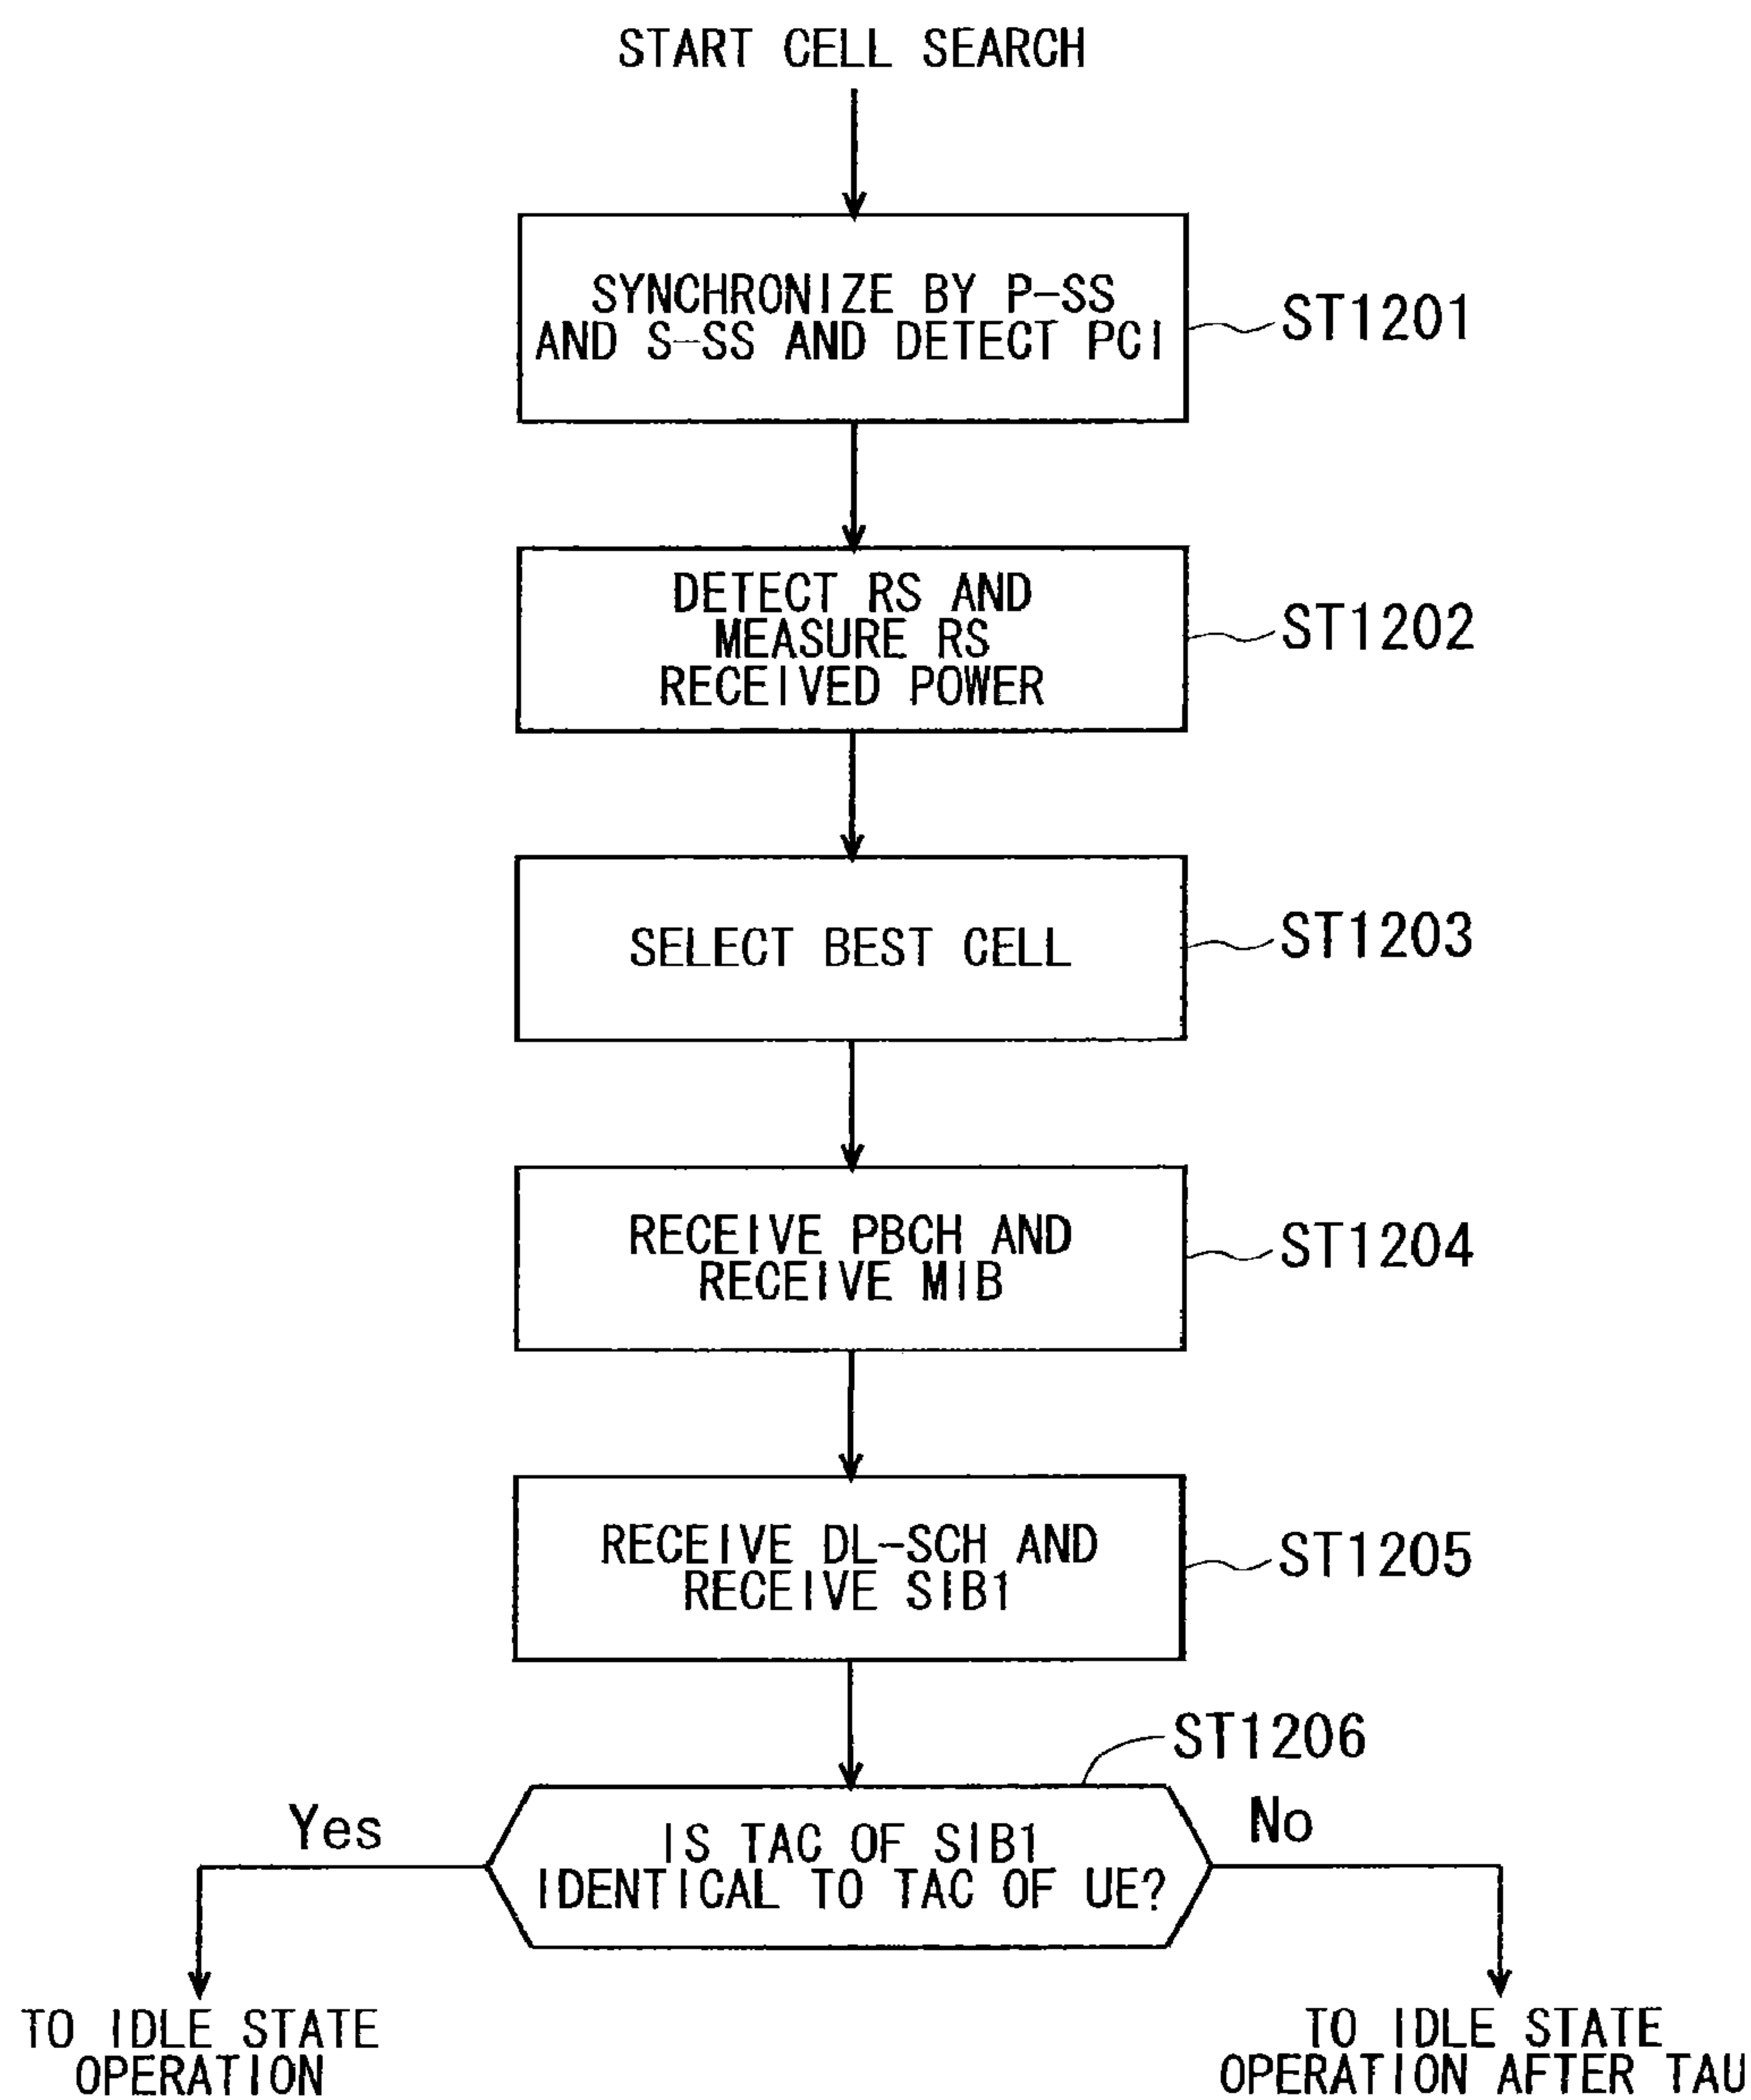 START CELL SEARCH
SYNCHRONIZE BY P-SS
AND S-SS AND DETECT PCI
ST1201
DETECT RS AND
MEASURE RS
RECEIVED POWER
ST1202
SELECT BEST CELL
ST1203
RECEIVE PBCH AND
RECEIVE MIB
ST1204
RECEIVE DL-SCH AND
RECEIVE SIB1
ST1205
ST1206
Yes
No
IS TAC OF SIB1
IDENTICAL TO TAC OF UE?
TO IDLE STATE
OPERATION
TO IDLE STATE
OPERATION AFTER TAU